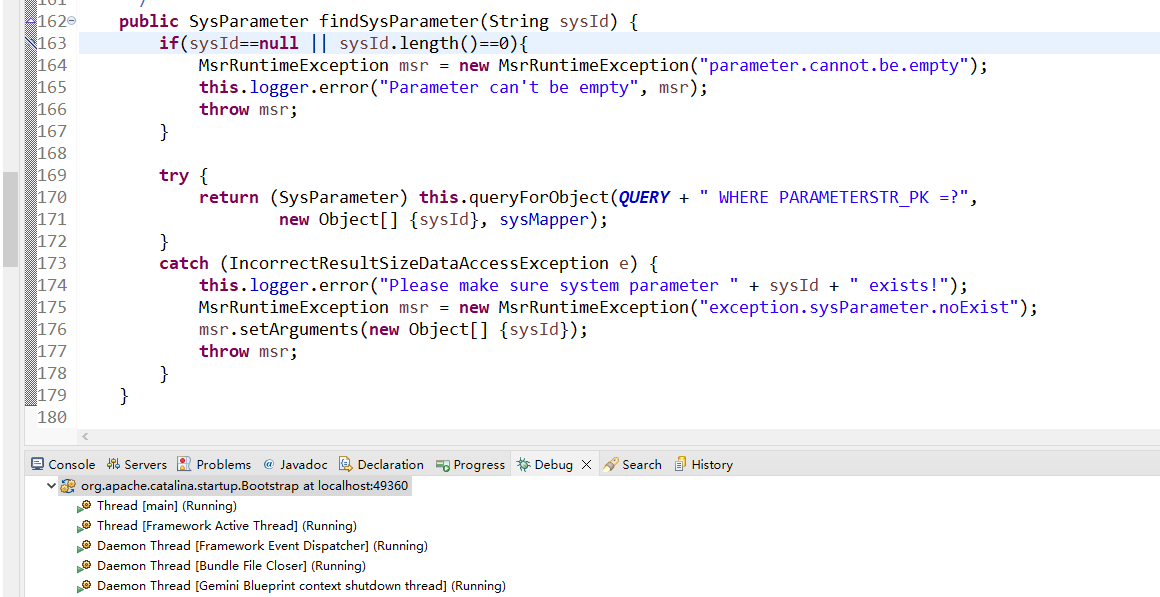 161 */
162 public SysParameter findSysParameter(String sysId) {
163 if(sysId==null || sysId.length()==0){
164 MsrRuntimeException msr = new MsrRuntimeException("parameter.cannot.be.empty");
165 this.logger.error("Parameter can't be empty", msr);
166 throw msr;
167 }
168
169 try {
170 return (SysParameter) this.queryForObject(QUERY + " WHERE PARAMETERSTR_PK =?",
171 new Object[] {sysId}, sysMapper);
172 }
173 catch (IncorrectResultSizeDataAccessException e) {
174 this.logger.error("Please make sure system parameter " + sysId + " exists!");
175 MsrRuntimeException msr = new MsrRuntimeException("exception.sysParameter.noExist");
176 msr.setArguments(new Object[] {sysId});
177 throw msr;
178 }
179 }
180
Console Servers Problems @ Javadoc Declaration Progress Debug Search History
org.apache.catalina.startup.Bootstrap at localhost:49360
Thread [main] (Running)
Thread [Framework Active Thread] (Running)
Daemon Thread [Framework Event Dispatcher] (Running)
Daemon Thread [Bundle File Closer] (Running)
Daemon Thread [Gemini Blueprint context shutdown thread] (Running)